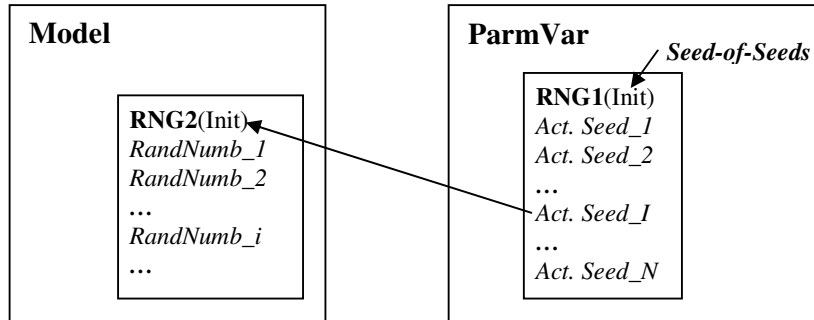 Model
RNG2(Init)
RandNumb_1
RandNumb_2
...
RandNumb_i
...
ParmVar
Seed-of-Seeds
RNG1(Init)
Act. Seed_1
Act. Seed_2
...
Act. Seed_I
...
Act. Seed_N